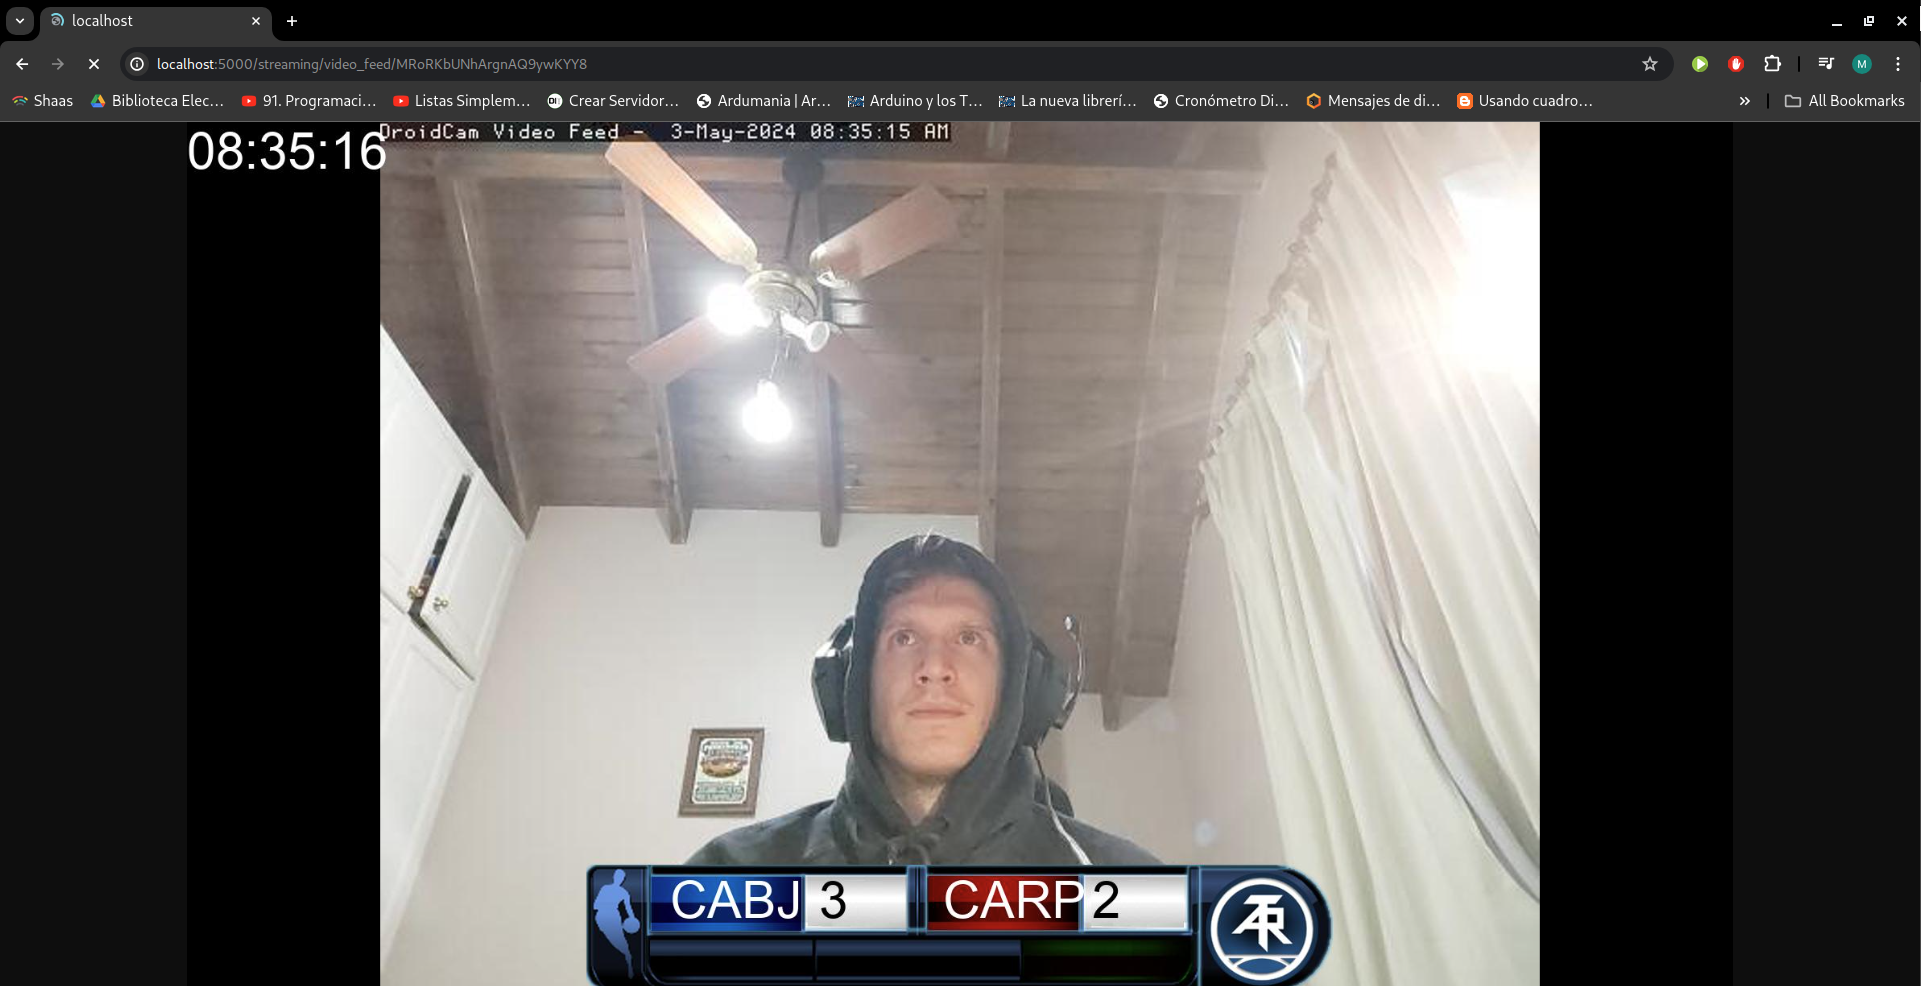 localhost
localhost:5000/streaming/video_feed/MRoRKbUNhArgnAQ9ywKYY8
M
Shaas
Biblioteca Elec…
91. Programaci…
Listas Simplem…
Crear Servidor…
Ardumania | Ar…
Arduino y los T…
La nueva librerí…
Cronómetro Di…
Mensajes de di…
Usando cuadro…
All Bookmarks
08:35:16
DroidCam Video Feed - 3-May-2024 08:35:15 AM
CABJ 3
CARP 2